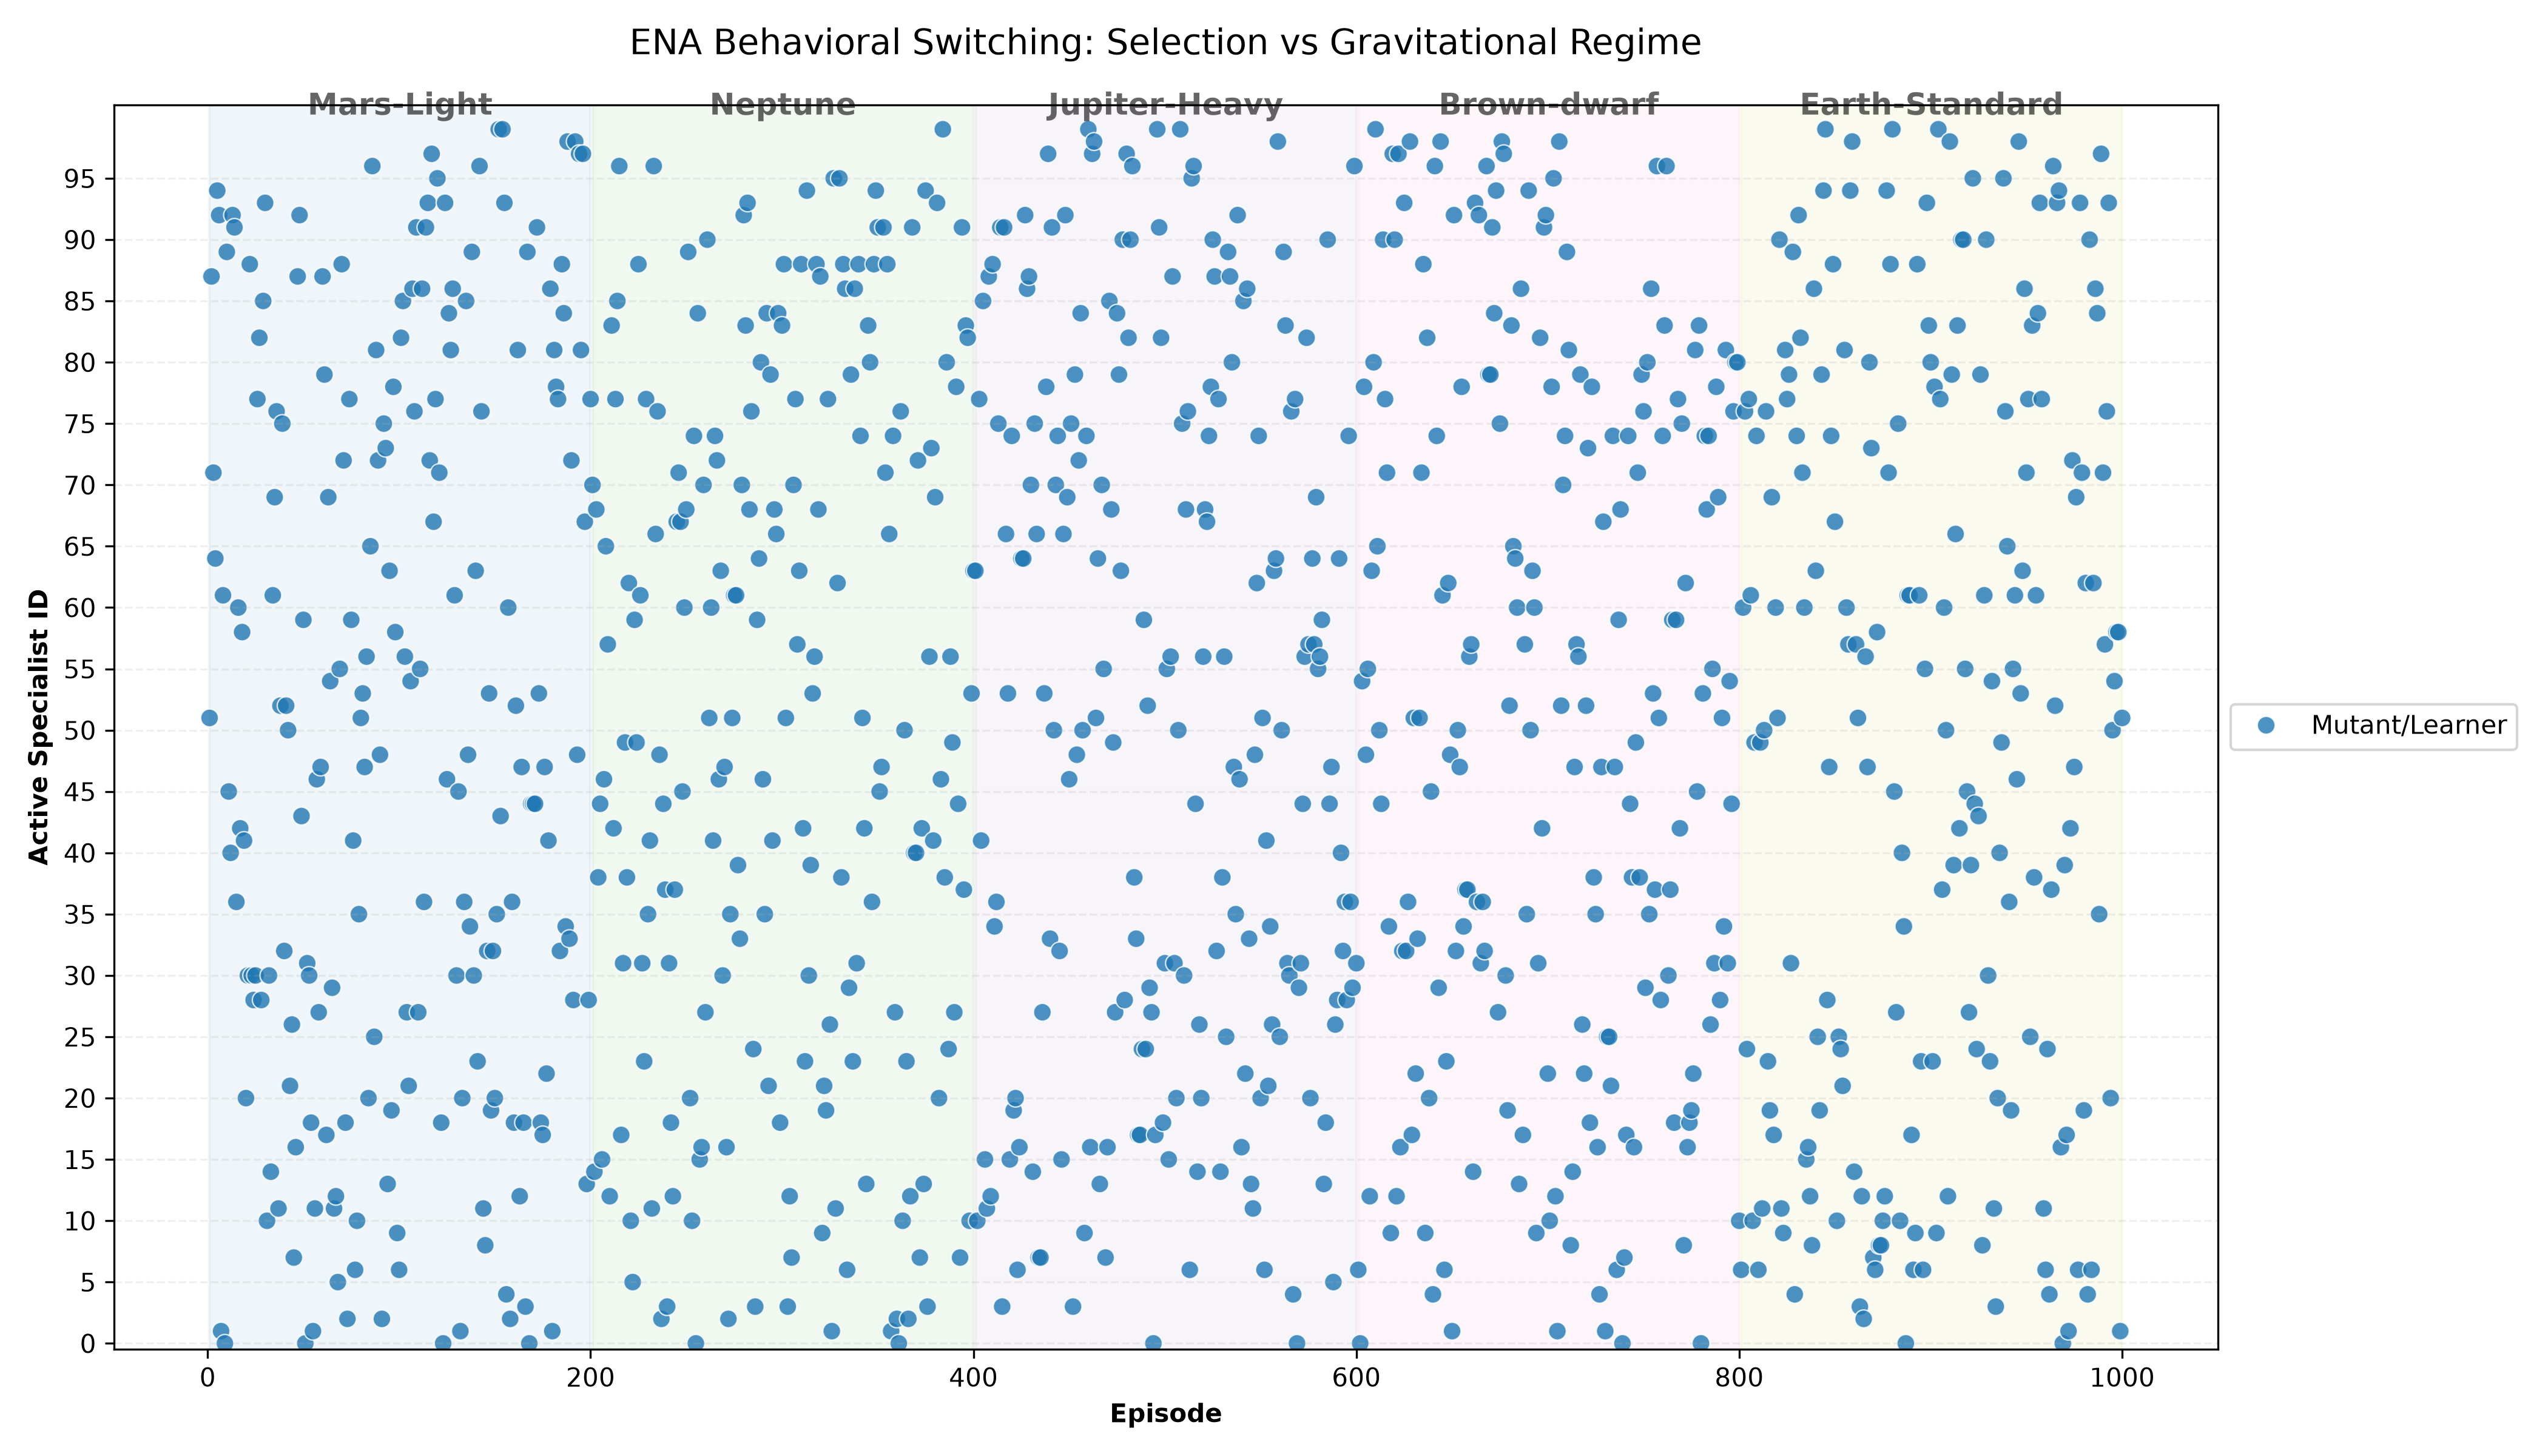 ENA Behavioral Switching: Selection vs Gravitational Regime
Mars-Light
Neptune
Jupiter-Heavy
Brown-dwarf
Earth-Standard
95
90
85
80
75
70
65
60
55
50
45
40
35
30
25
20
15
10
5
0
Active Specialist ID
Mutant/Learner
0
200
400
600
800
1000
Episode